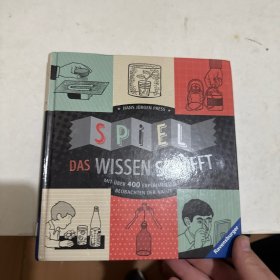 HANS JÜRGEN PRESS
SPIEL
DAS WISSEN SCHAFFT
MIT ÜBER 400
BEOBACHTEN DER NATUR
Ravensburger